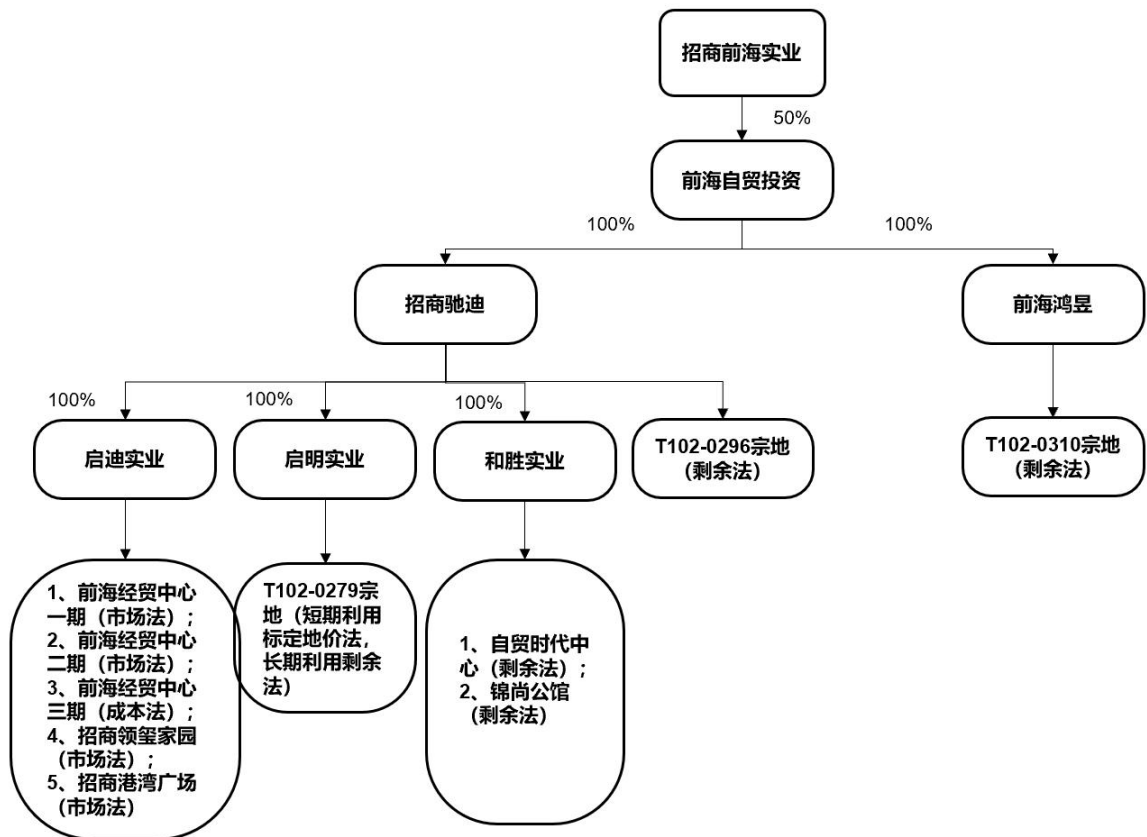 招商前海实业
50%
前海自贸投资
100%
100%
招商驰迪
前海鸿昱
100%
100%
100%
启迪实业
启明实业
和胜实业
T102-0296宗地
（剩余法）
T102-0310宗地
（剩余法）
1、前海经贸中心
一期（市场法）；
2、前海经贸中心
二期（市场法）；
3、前海经贸中心
三期（成本法）；
4、招商领玺家园
（市场法）；
5、招商港湾广场
（市场法）
T102-0279宗
地（短期利用
标定地价法，
长期利用剩余
法）
1、自贸时代中
心（剩余法）；
2、锦尚公馆
（剩余法）